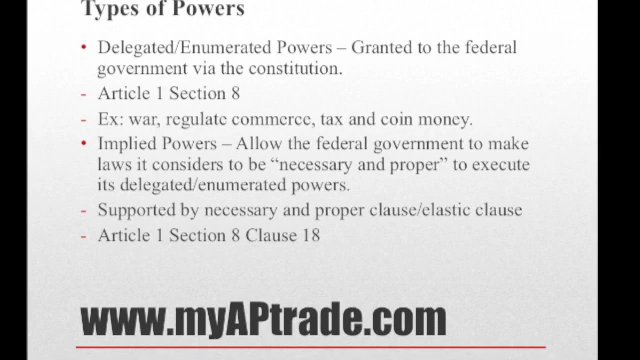 Types of Powers
• Delegated/Enumerated Powers – Granted to the federal
government via the constitution.
- Article 1 Section 8
- Ex: war, regulate commerce, tax and coin money.
• Implied Powers – Allow the federal government to make
laws it considers to be “necessary and proper” to execute
its delegated/enumerated powers.
- Supported by necessary and proper clause/elastic clause
- Article 1 Section 8 Clause 18
www.myAPtrade.com